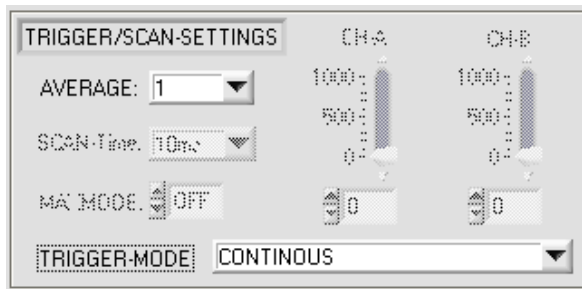 TRIGGER/SCAN-SETTINGS
CH-A
CH-B
AVERAGE: 1
1000
500
0
1000
500
0
SCAN-Time. 10ms
MAX MODE. OFF
0
0
TRIGGER-MODE CONTINOUS